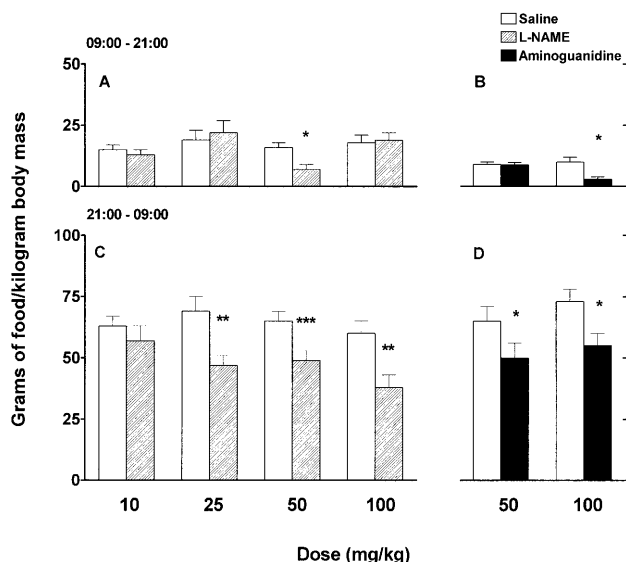 Saline
L-NAME
Aminoguanidine
09:00 - 21:00
50
A
B
25
*
*
0
21:00 - 09:00
100
C
D
75
**
***
**
*
*
50
25
0
10
25
50
100
50
100
Dose (mg/kg)
Grams of food/kilogram body mass